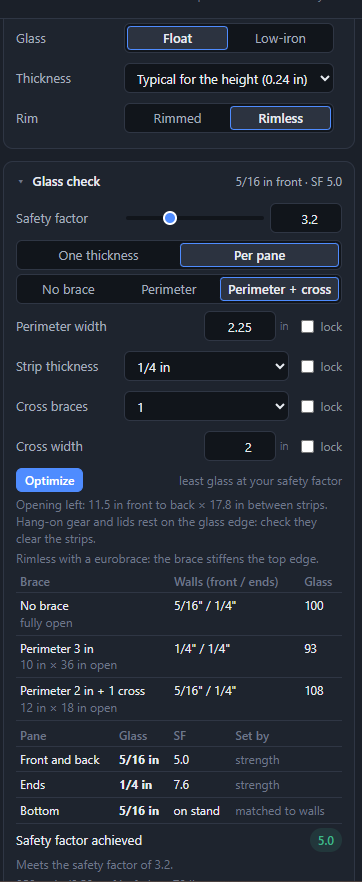 Glass Float Low-iron
Thickness Typical for the height (0.24 in)
Rim Rimmed Rimless
Glass check 5/16 in front · SF 5.0
Safety factor 3.2
One thickness Per pane
No brace Perimeter Perimeter + cross
Perimeter width 2.25 in lock
Strip thickness 1/4 in lock
Cross braces 1 lock
Cross width 2 in lock
Optimize least glass at your safety factor
Opening left: 11.5 in front to back × 17.8 in between strips.
Hang-on gear and lids rest on the glass edge: check they
clear the strips.
Rimless with a eurobrace: the brace stiffens the top edge.
Brace Walls (front / ends) Glass
No brace 5/16" / 1/4" 100
fully open
Perimeter 3 in 1/4" / 1/4" 93
10 in × 36 in open
Perimeter 2 in + 1 cross 5/16" / 1/4" 108
12 in × 18 in open
Pane Glass SF Set by
Front and back 5/16 in 5.0 strength
Ends 1/4 in 7.6 strength
Bottom 5/16 in on stand matched to walls
Safety factor achieved 5.0
Meets the safety factor of 3.2.